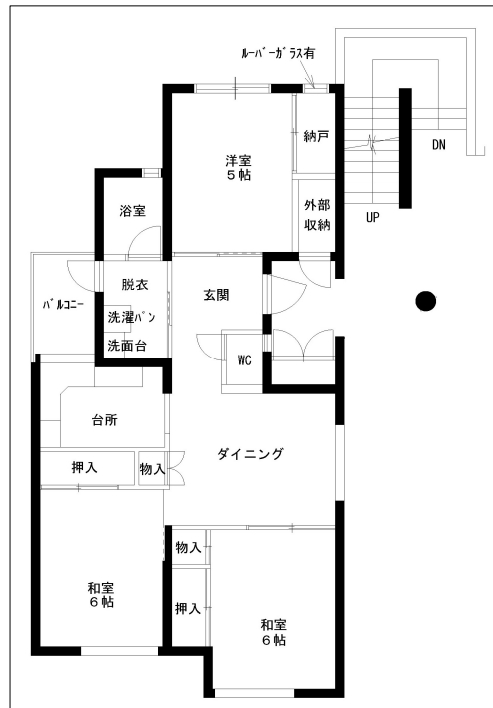 ﾙｰﾊﾞｰｶﾞﾗｽ有
納戸
洋室
５帖
DN
外部
収納
UP
浴室
脱衣
玄関
ﾊﾞﾙｺﾆｰ
洗濯ﾊﾟﾝ
洗面台
WC
台所
ダイニング
押入
物入
物入
和室
６帖
押入
和室
６帖